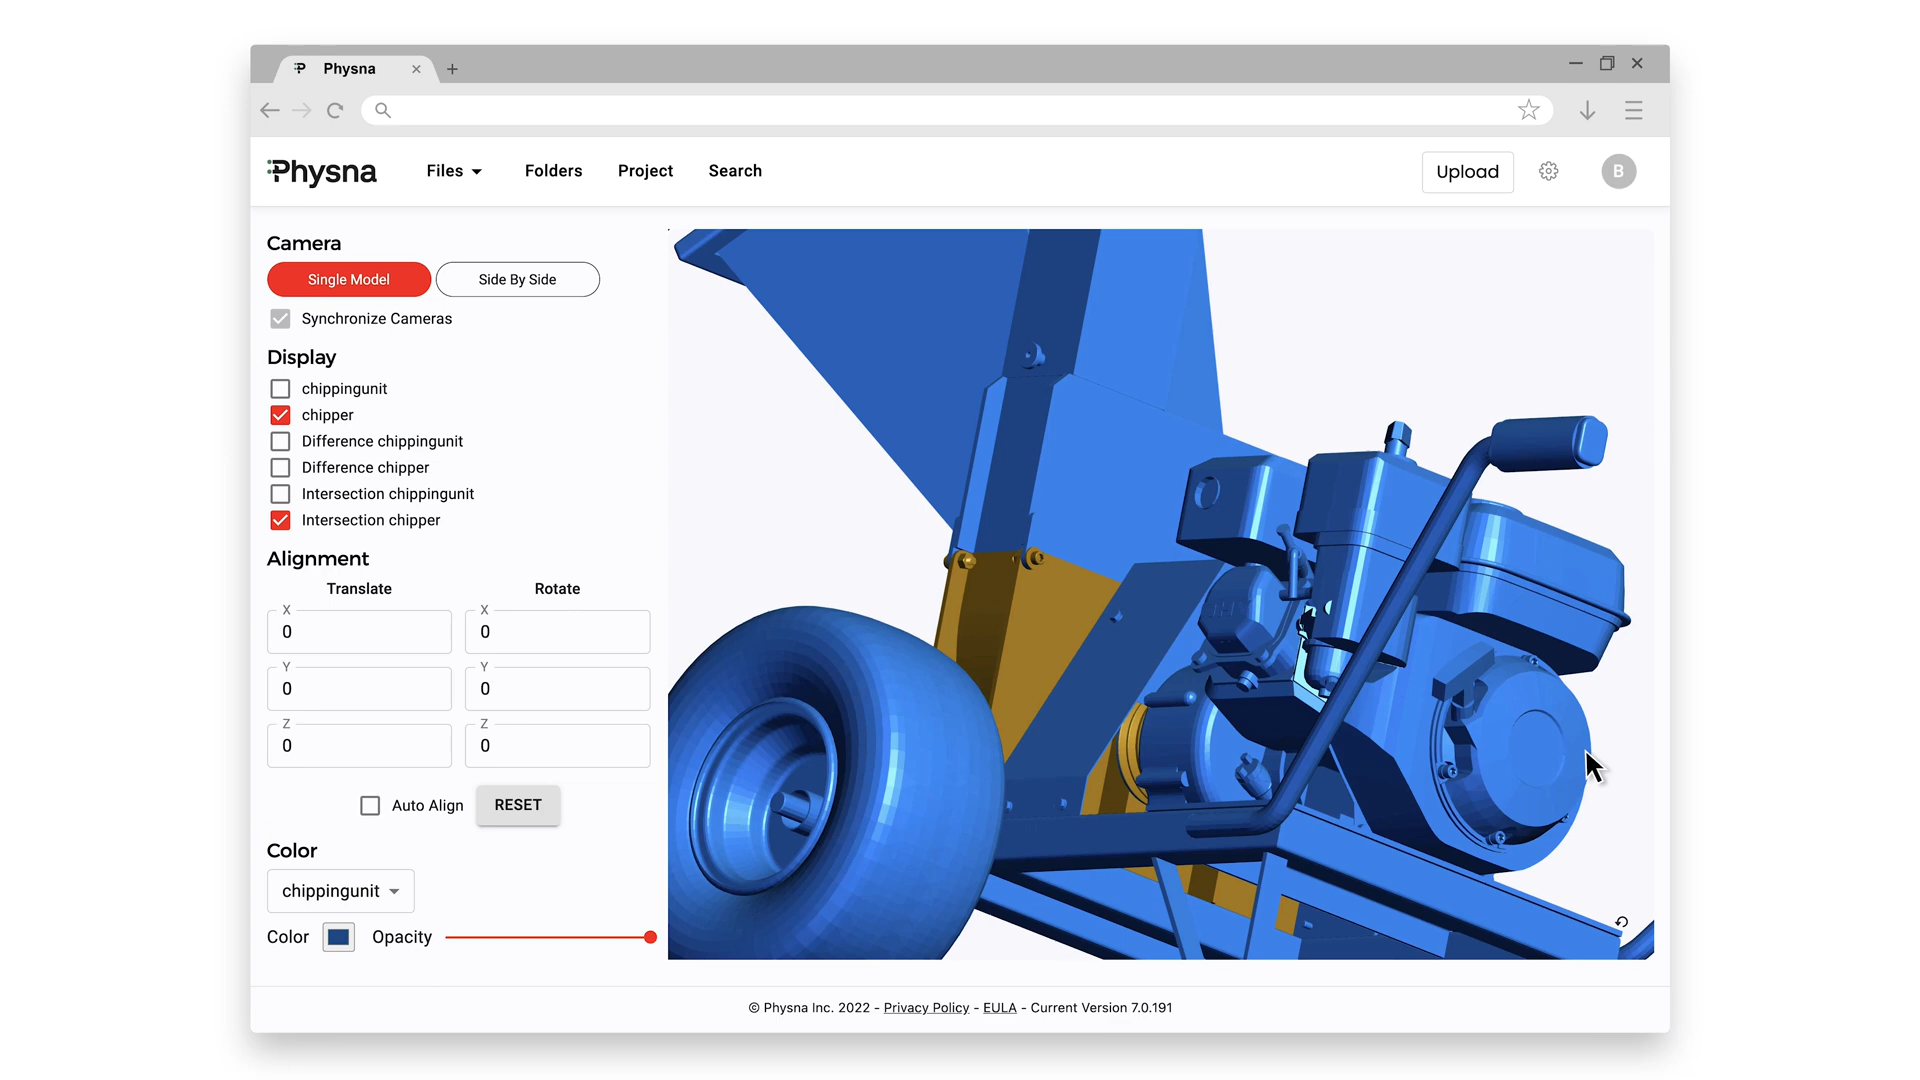 Physna
Physna
Files
Folders
Project
Search
Upload
B
Camera
Single Model
Side By Side
Synchronize Cameras
Display
chippingunit
chipper
Difference chippingunit
Difference chipper
Intersection chippingunit
Intersection chipper
Alignment
Translate
Rotate
X
0
X
0
Y
0
Y
0
Z
0
Z
0
Auto Align
RESET
Color
chippingunit
Color
Opacity
© Physna Inc. 2022 - Privacy Policy - EULA - Current Version 7.0.191